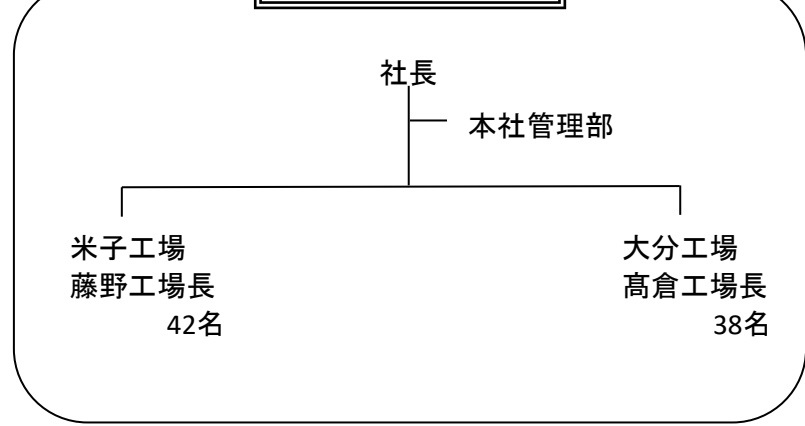 社長
本社管理部
米子工場
藤野工場長
42名
大分工場
髙倉工場長
38名